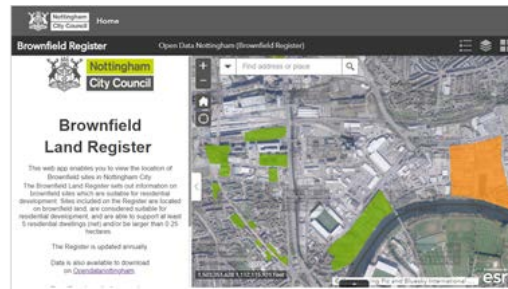 Nottingham
City Council
Home
Brownfield Register
Open Data Nottingham (Brownfield Register)
Nottingham
City Council
Find address or place
Brownfield
Land Register
This web app enables you to view the location of
Brownfield sites in Nottingham City
The Brownfield Land Register sets out information on
brownfield sites which are suitable for residential
development. Sites included on the Register are located
on brownfield land, are considered suitable for
residential development, and are able to support at least
5 residential dwellings (net) and/or be larger than 0.25
hectares.
The Register is updated annually.
Data is also available to download
on Opendatanottingham.
and Bluesky International
esri